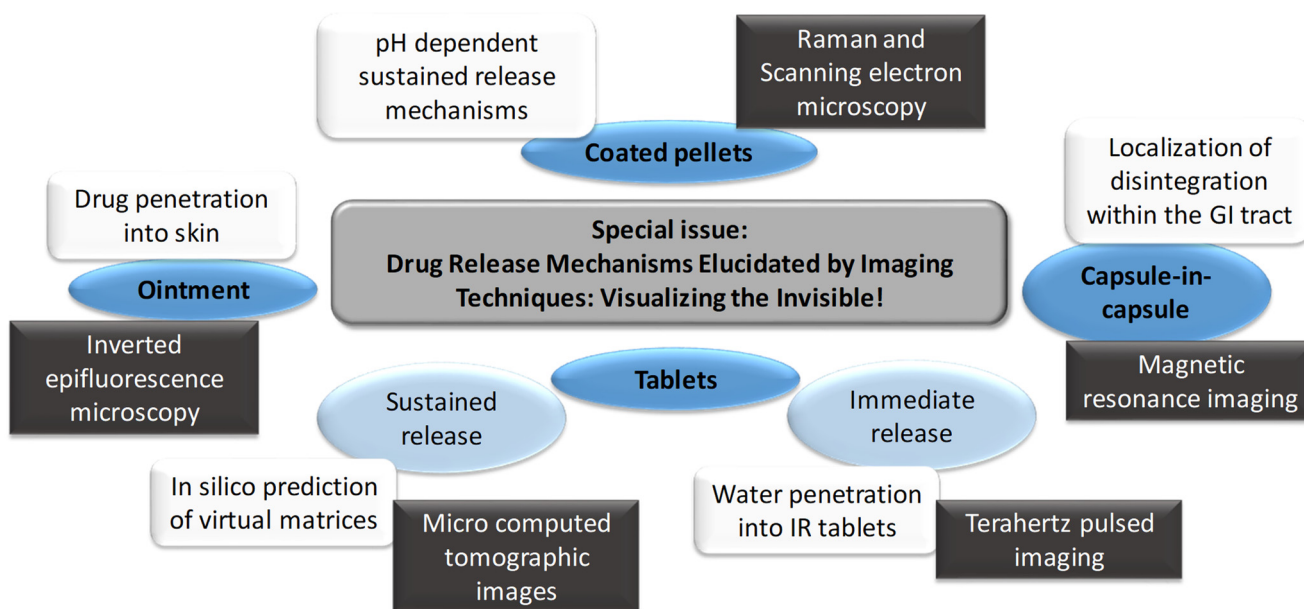 pH dependent
sustained release
mechanisms
Raman and
Scanning electron
microscopy
Coated pellets
Localization of
disintegration
within the GI tract
Capsule-in-
capsule
Magnetic
resonance imaging
Drug penetration
into skin
Ointment
Inverted
epifluorescence
microscopy
Special issue:
Drug Release Mechanisms Elucidated by Imaging
Techniques: Visualizing the Invisible!
Tablets
Sustained
release
In silico prediction
of virtual matrices
Micro computed
tomographic
images
Immediate
release
Water penetration
into IR tablets
Terahertz pulsed
imaging